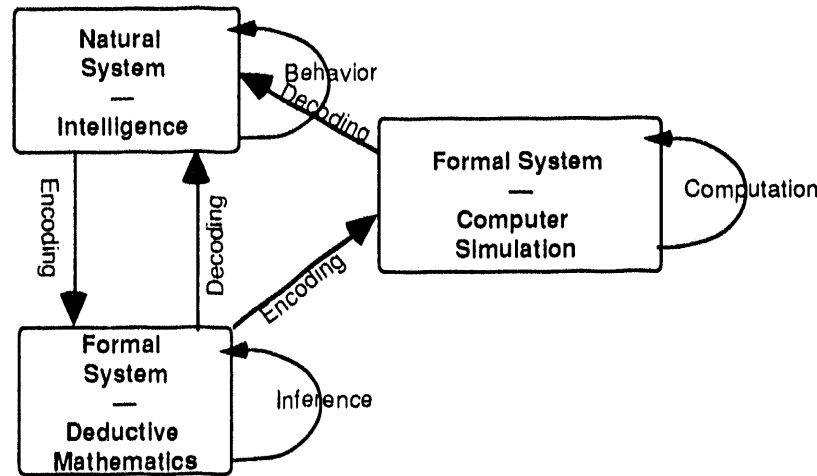 Natural
System
—
Intelligence
Behavior
Decoding
Formal System
—
Computer
Simulation
Computation
Encoding
Decoding
Encoding
Formal
System
—
Deductive
Mathematics
Inference